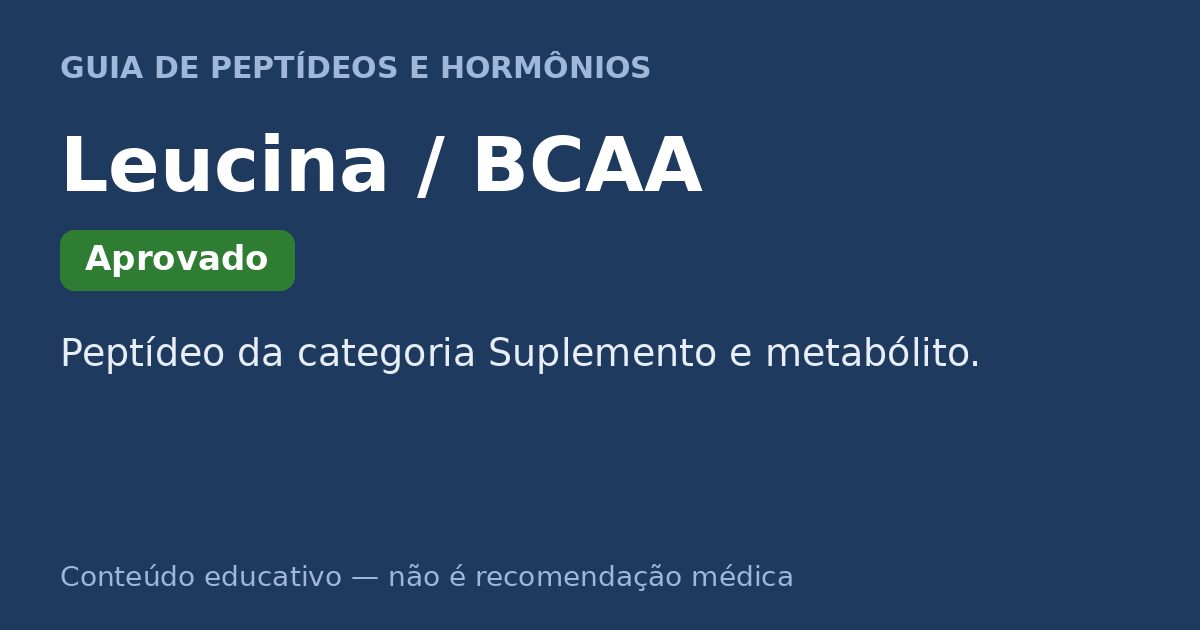 GUIA DE PEPTÍDEOS E HORMÔNIOS
Leucina / BCAA
Aprovado
Peptídeo da categoria Suplemento e metabólito.
Conteúdo educativo — não é recomendação médica